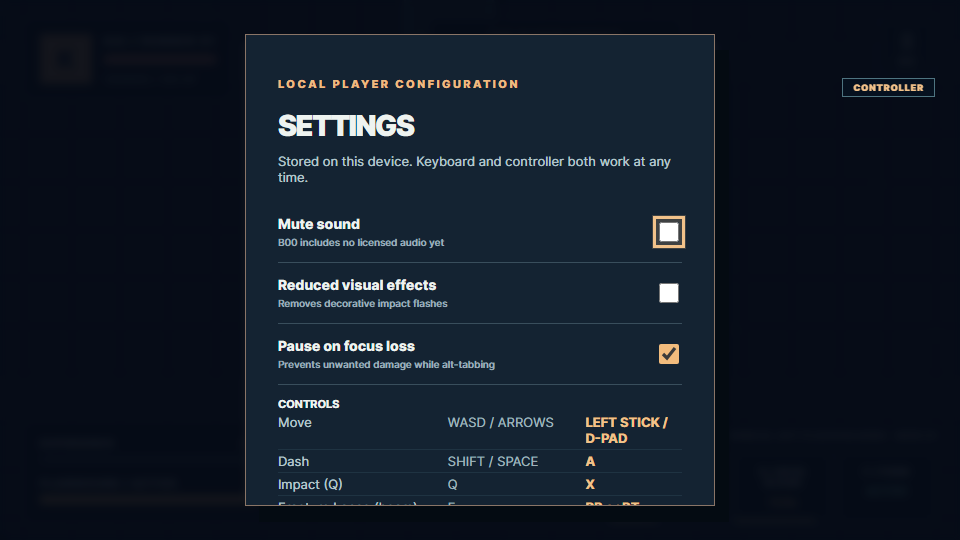 LOCAL PLAYER CONFIGURATION
CONTROLLER
SETTINGS
Stored on this device. Keyboard and controller both work at any
time.
Mute sound
B00 includes no licensed audio yet
Reduced visual effects
Removes decorative impact flashes
Pause on focus loss
Prevents unwanted damage while alt-tabbing
CONTROLS
Move WASD / ARROWS LEFT STICK /
D-PAD
Dash SHIFT / SPACE A
Impact (Q) Q X